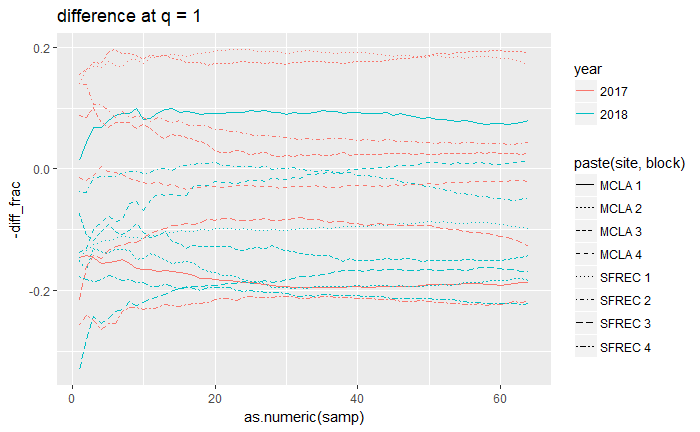 difference at q = 1
0.2
0.0
-0.2
-diff_frac
0
20
40
60
as.numeric(samp)
year
2017
2018
paste(site, block)
MCLA 1
MCLA 2
MCLA 3
MCLA 4
SFREC 1
SFREC 2
SFREC 3
SFREC 4